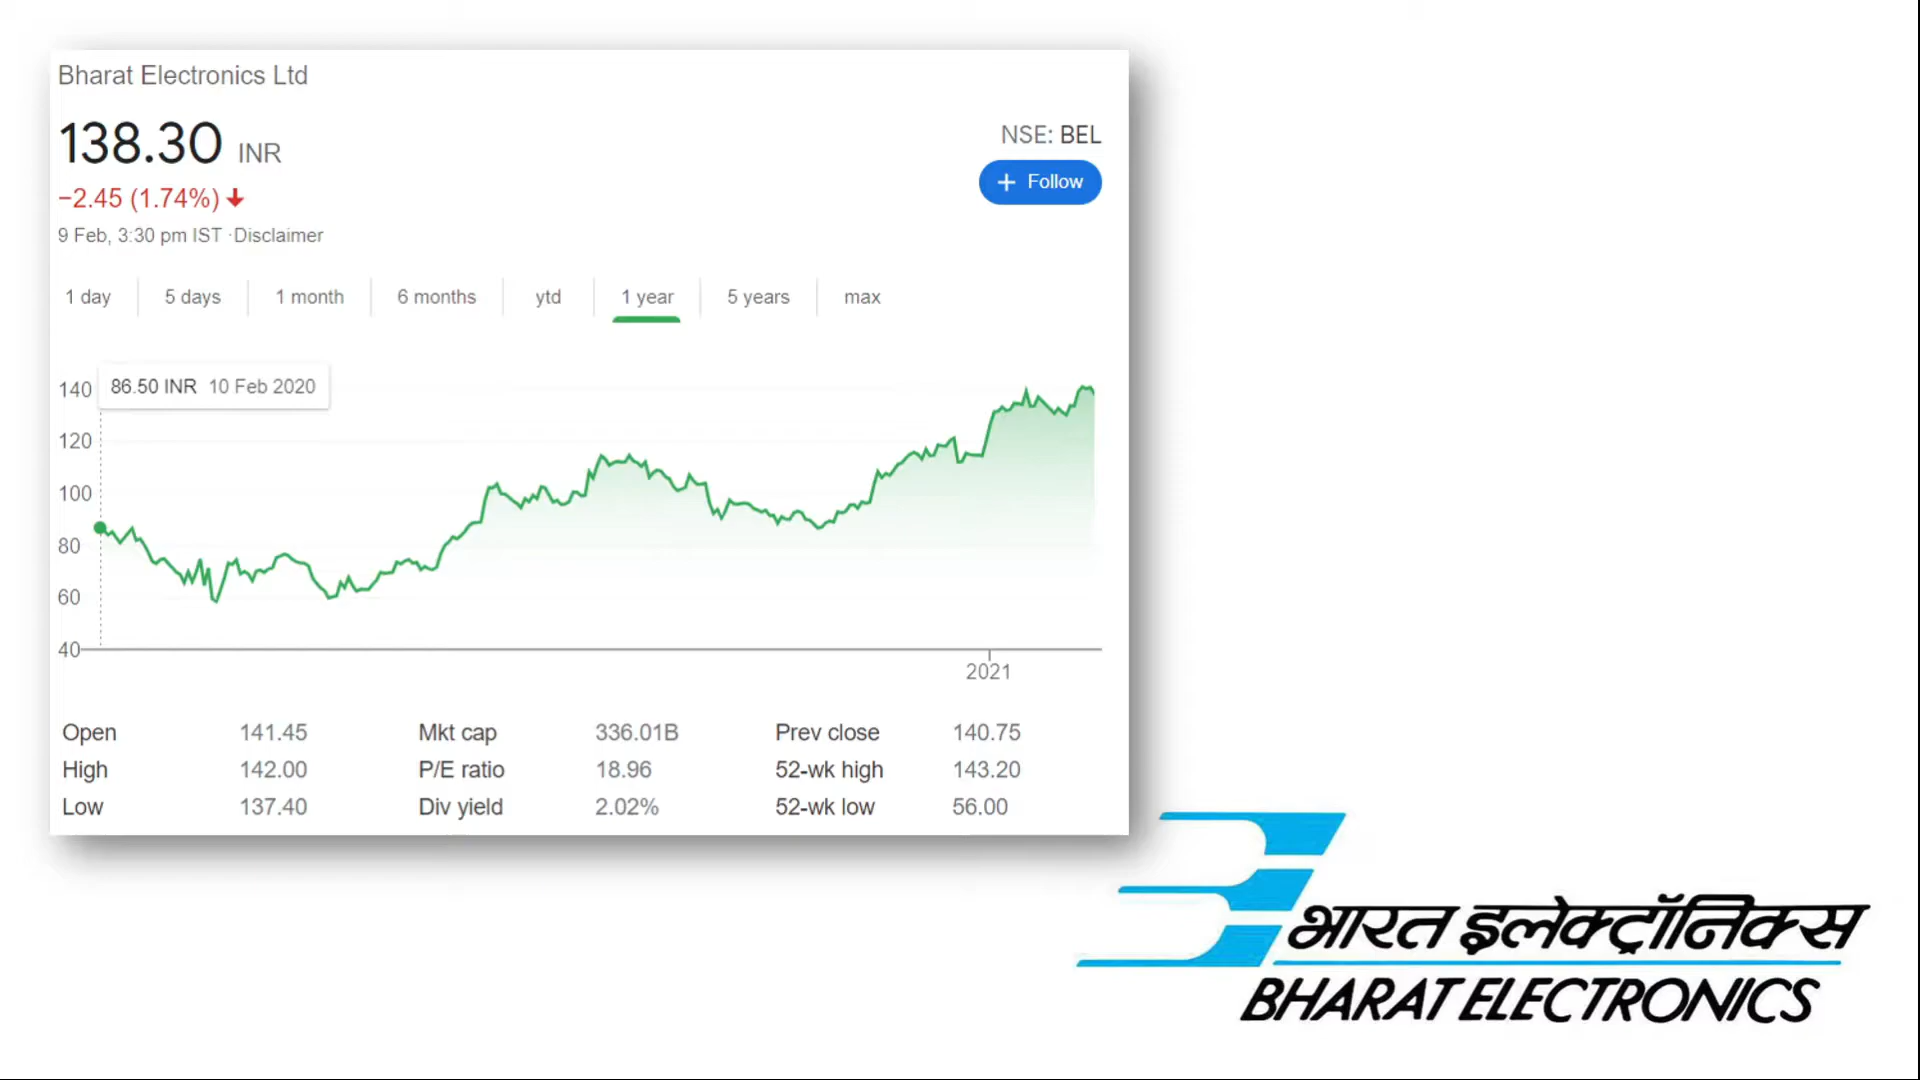 Bharat Electronics Ltd
138.30 INR
NSE: BEL
−2.45 (1.74%)
+ Follow
9 Feb, 3:30 pm IST ·Disclaimer
1 day 5 days 1 month 6 months ytd 1 year 5 years max
86.50 INR 10 Feb 2020
140
120
100
80
60
40
2021
Open 141.45 Mkt cap 336.01B Prev close 140.75
High 142.00 P/E ratio 18.96 52-wk high 143.20
Low 137.40 Div yield 2.02% 52-wk low 56.00
भारत इलेक्ट्रॉनिक्स
BHARAT ELECTRONICS